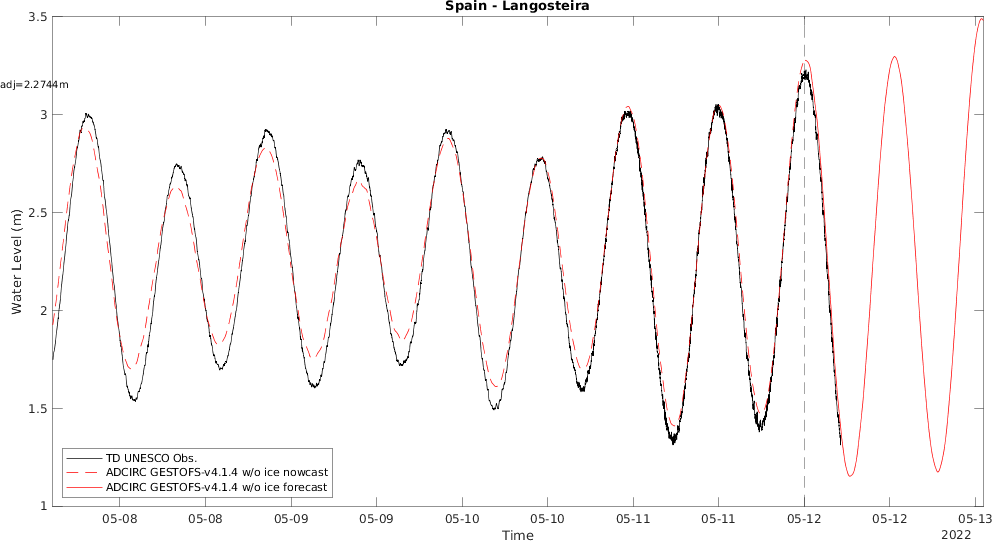 Spain - Langosteira
3.5
adj=2.2744m
3
2.5
2
1.5
1
Water Level (m)
TD UNESCO Obs.
ADCIRC GESTOFS-v4.1.4 w/o ice nowcast
ADCIRC GESTOFS-v4.1.4 w/o ice forecast
05-08 05-08 05-09 05-09 05-10 05-10 05-11 05-11 05-12 05-12 05-13
Time
2022